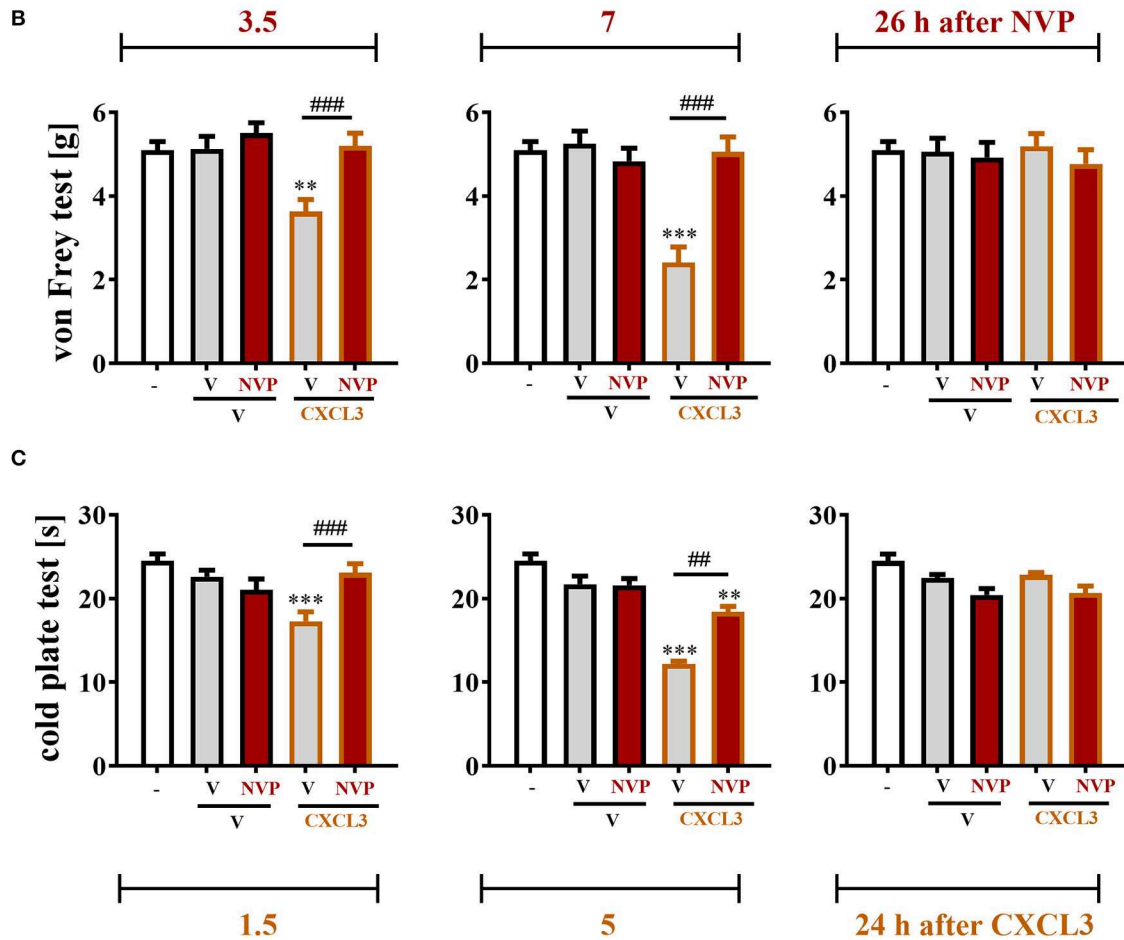 B
3.5 7 26 h after NVP
von Frey test [g]
6 6 6
4 4 4
2 2 2
0 0 0
** ###
*** ###
- V NVP V NVP - V NVP V NVP - V NVP V NVP
V CXCL3 V CXCL3 V CXCL3
C
cold plate test [s]
30 30 30
20 20 20
10 10 10
0 0 0
*** ###
*** ## **
- V NVP V NVP - V NVP V NVP - V NVP V NVP
V CXCL3 V CXCL3 V CXCL3
1.5 5 24 h after CXCL3